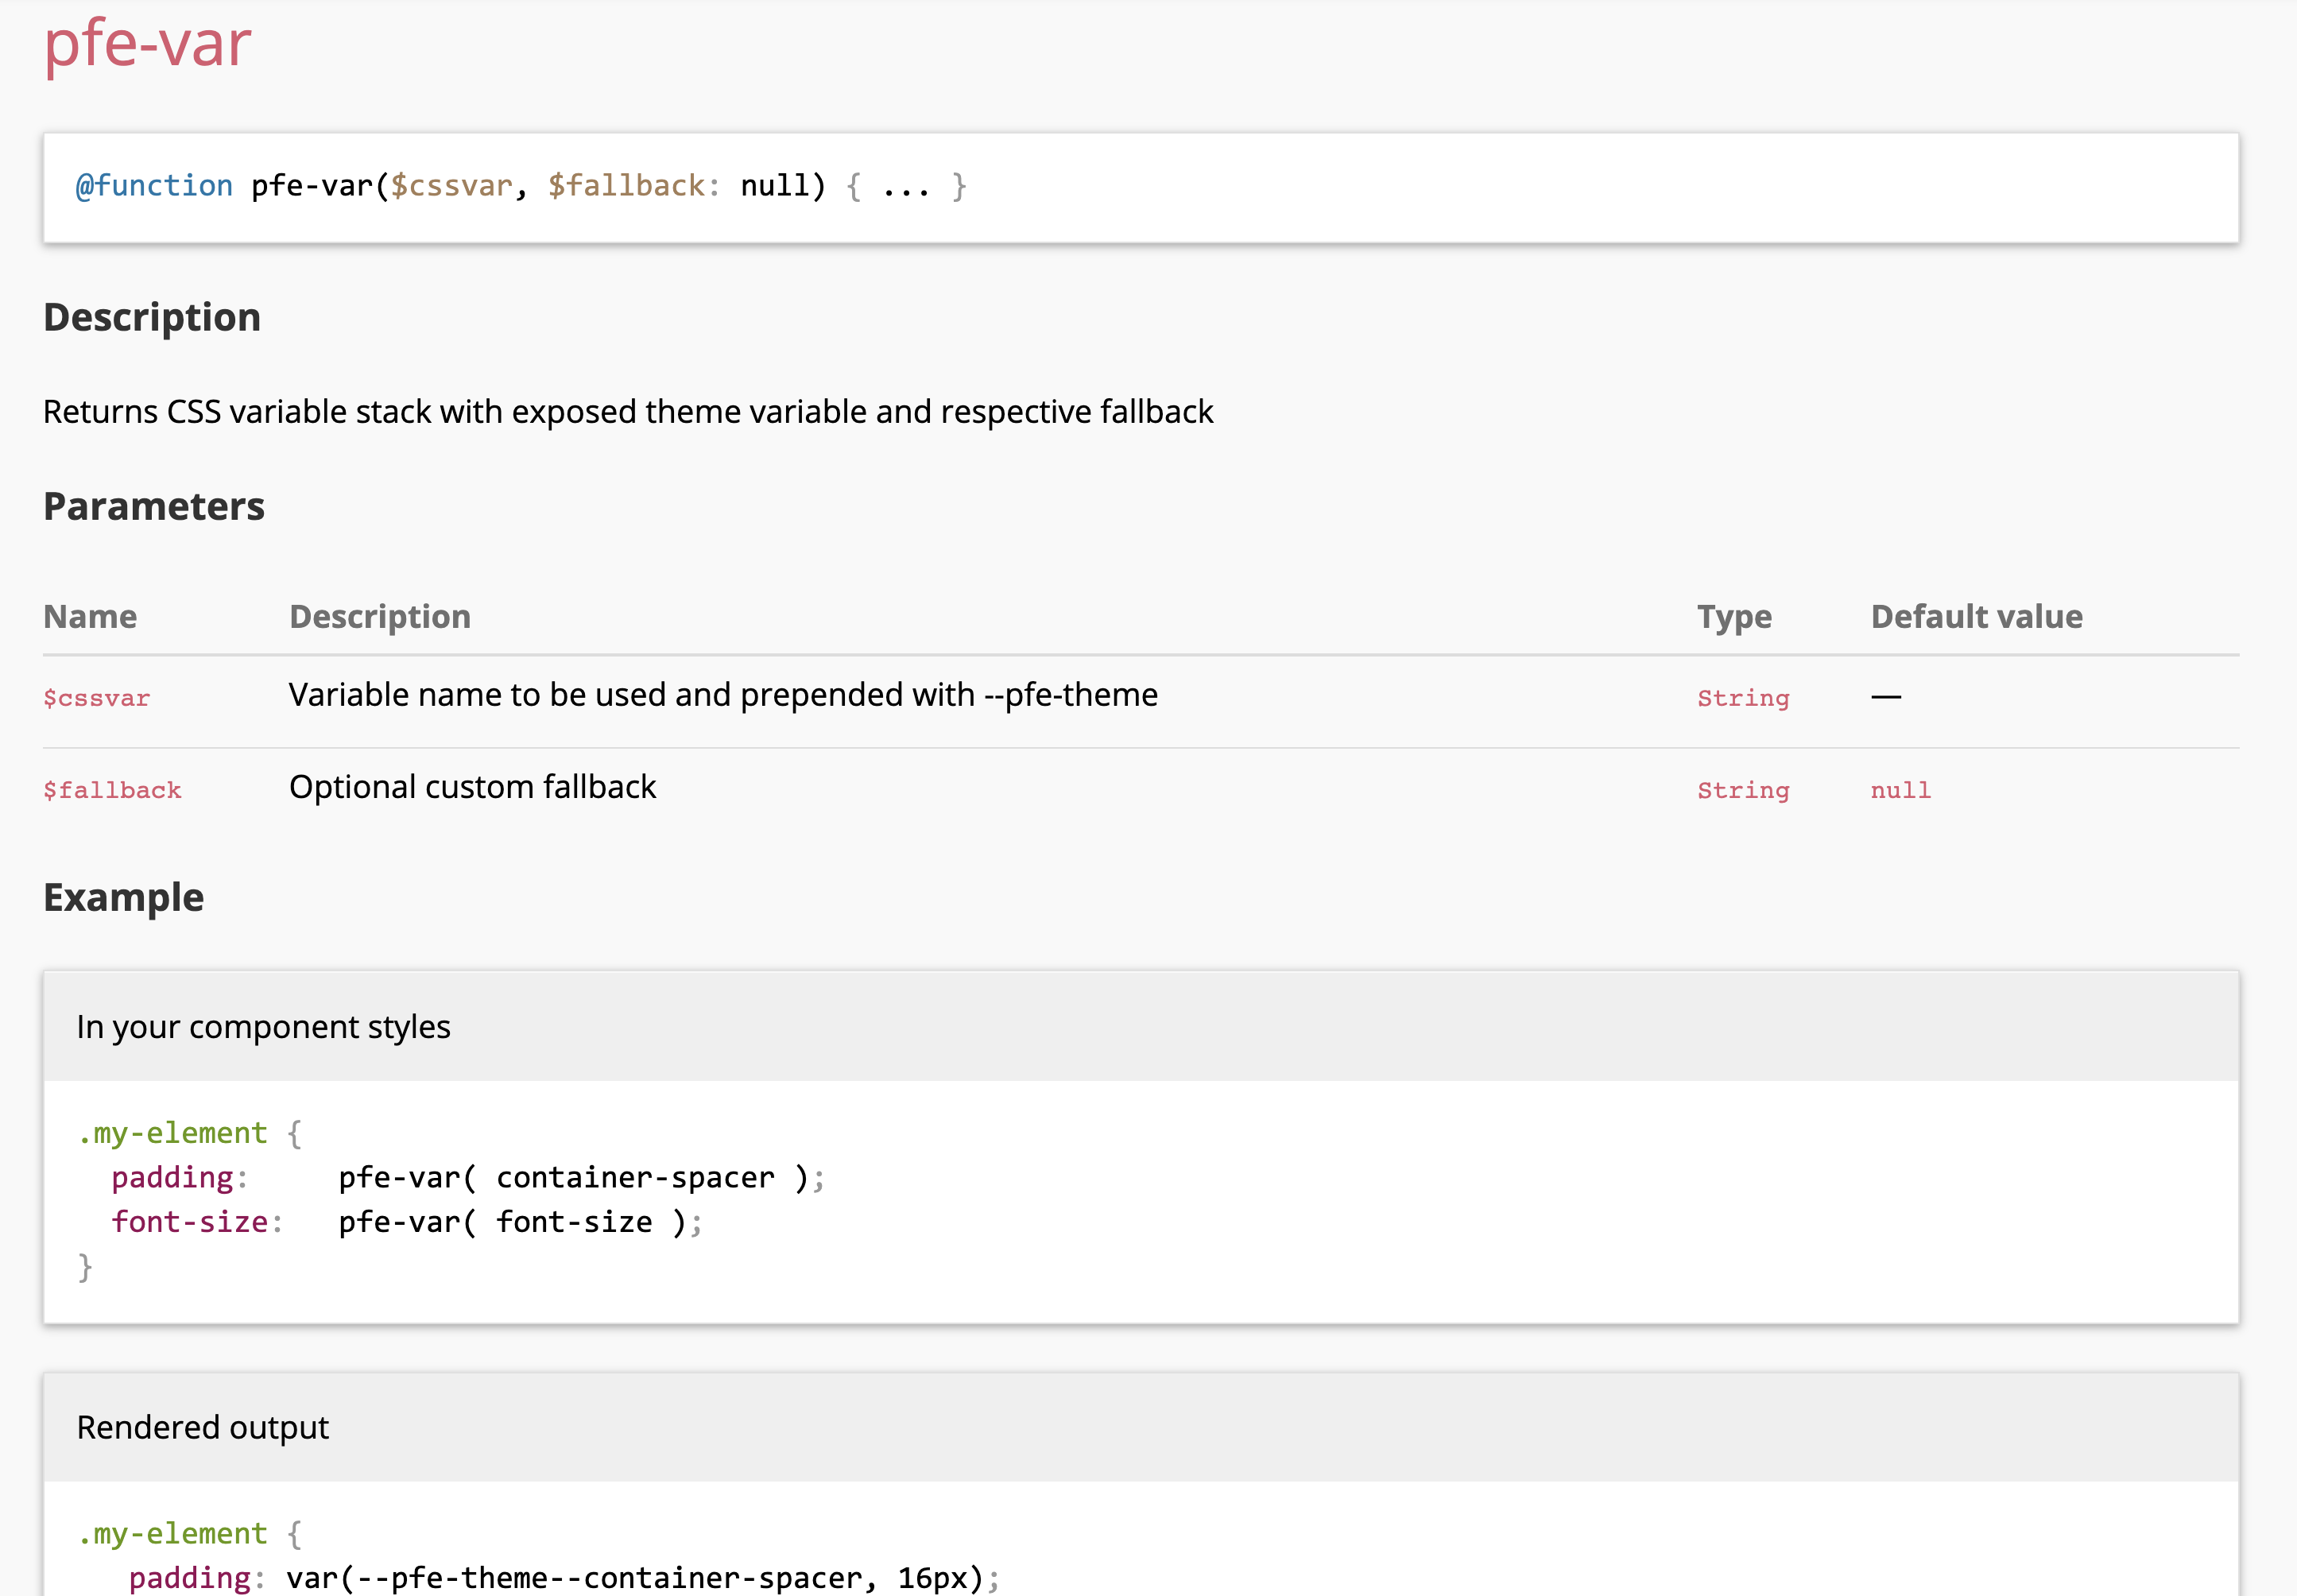 pfe-var
@function pfe-var($cssvar, $fallback: null) { ... }
Description
Returns CSS variable stack with exposed theme variable and respective fallback
Parameters
Name Description Type Default value
$cssvar Variable name to be used and prepended with --pfe-theme String —
$fallback Optional custom fallback String null
Example
In your component styles
.my-element {
  padding:     pfe-var( container-spacer );
  font-size:   pfe-var( font-size );
}
Rendered output
.my-element {
   padding: var(--pfe-theme--container-spacer, 16px);